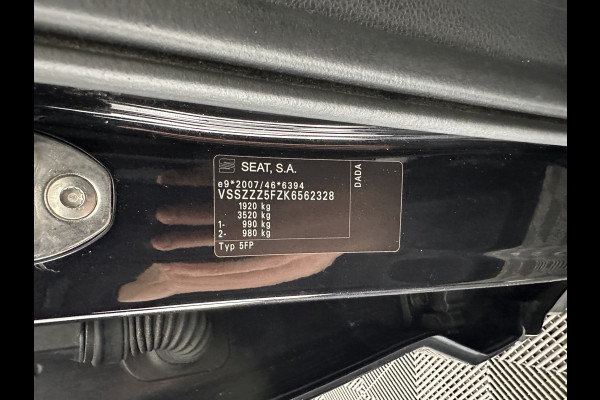 SEAT, S.A.
e9*2007/46*6394
VSSZZZ5FZK6562328
1920 kg
3520 kg
1- 990 kg
2- 980 kg
Typ 5FP
DADA